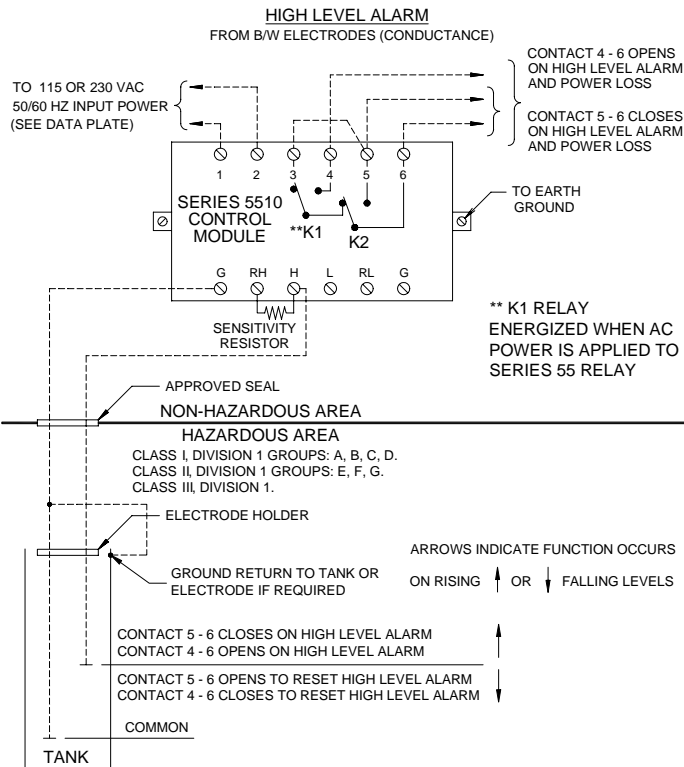 HIGH LEVEL ALARM
FROM B/W ELECTRODES (CONDUCTANCE)
CONTACT 4 - 6 OPENS
ON HIGH LEVEL ALARM
AND POWER LOSS
CONTACT 5 - 6 CLOSES
ON HIGH LEVEL ALARM
AND POWER LOSS
TO 115 OR 230 VAC
50/60 HZ INPUT POWER
(SEE DATA PLATE)
1 2 3 4 5 6
SERIES 5510
CONTROL
MODULE
**K1
K2
TO EARTH
GROUND
G RH H L RL G
SENSITIVITY
RESISTOR
** K1 RELAY
ENERGIZED WHEN AC
POWER IS APPLIED TO
SERIES 55 RELAY
APPROVED SEAL
NON-HAZARDOUS AREA
HAZARDOUS AREA
CLASS I, DIVISION 1 GROUPS: A, B, C, D.
CLASS II, DIVISION 1 GROUPS: E, F, G.
CLASS III, DIVISION 1.
ELECTRODE HOLDER
GROUND RETURN TO TANK OR
ELECTRODE IF REQUIRED
ARROWS INDICATE FUNCTION OCCURS
ON RISING OR FALLING LEVELS
CONTACT 5 - 6 CLOSES ON HIGH LEVEL ALARM
CONTACT 4 - 6 OPENS ON HIGH LEVEL ALARM
CONTACT 5 - 6 OPENS TO RESET HIGH LEVEL ALARM
CONTACT 4 - 6 CLOSES TO RESET HIGH LEVEL ALARM
COMMON
TANK